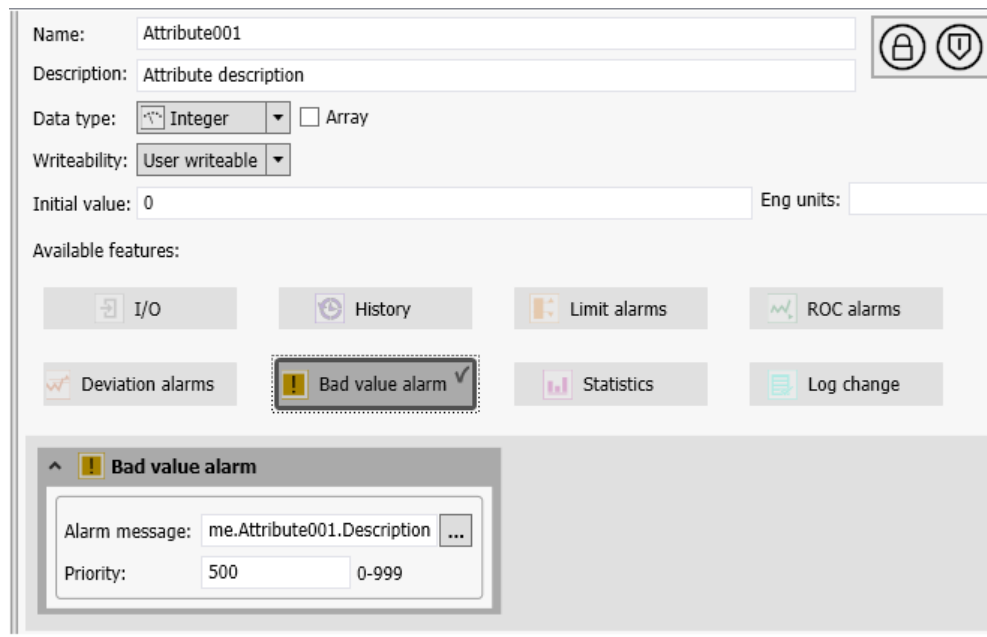 Name: Attribute001
Description: Attribute description
Data type: Integer Array
Writeability: User writeable
Initial value: 0 Eng units:
Available features:
I/O History Limit alarms ROC alarms
Deviation alarms Bad value alarm Statistics Log change
Bad value alarm
Alarm message: me.Attribute001.Description ...
Priority: 500 0-999